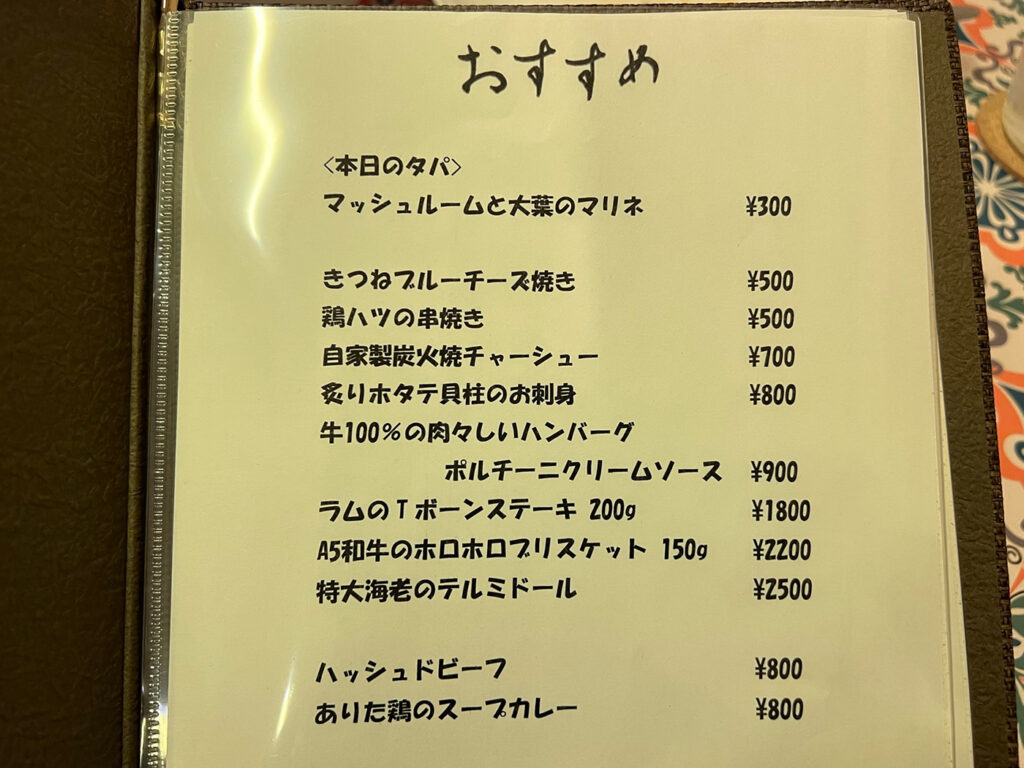 おすすめ
<本日のタパ>
マッシュルームと大葉のマリネ ¥300
きつねブルーチーズ焼き ¥500
鶏ハツの串焼き ¥500
自家製炭火焼チャーシュー ¥700
炙りホタテ貝柱のお刺身 ¥800
牛100%の肉々しいハンバーグ
ポルチーニクリームソース ¥900
ラムのTボーンステーキ 200g ¥1800
A5和牛のホロホロブリスケット 150g ¥2200
特大海老のテルミドール ¥2500
ハッシュドビーフ ¥800
ありた鶏のスープカレー ¥800